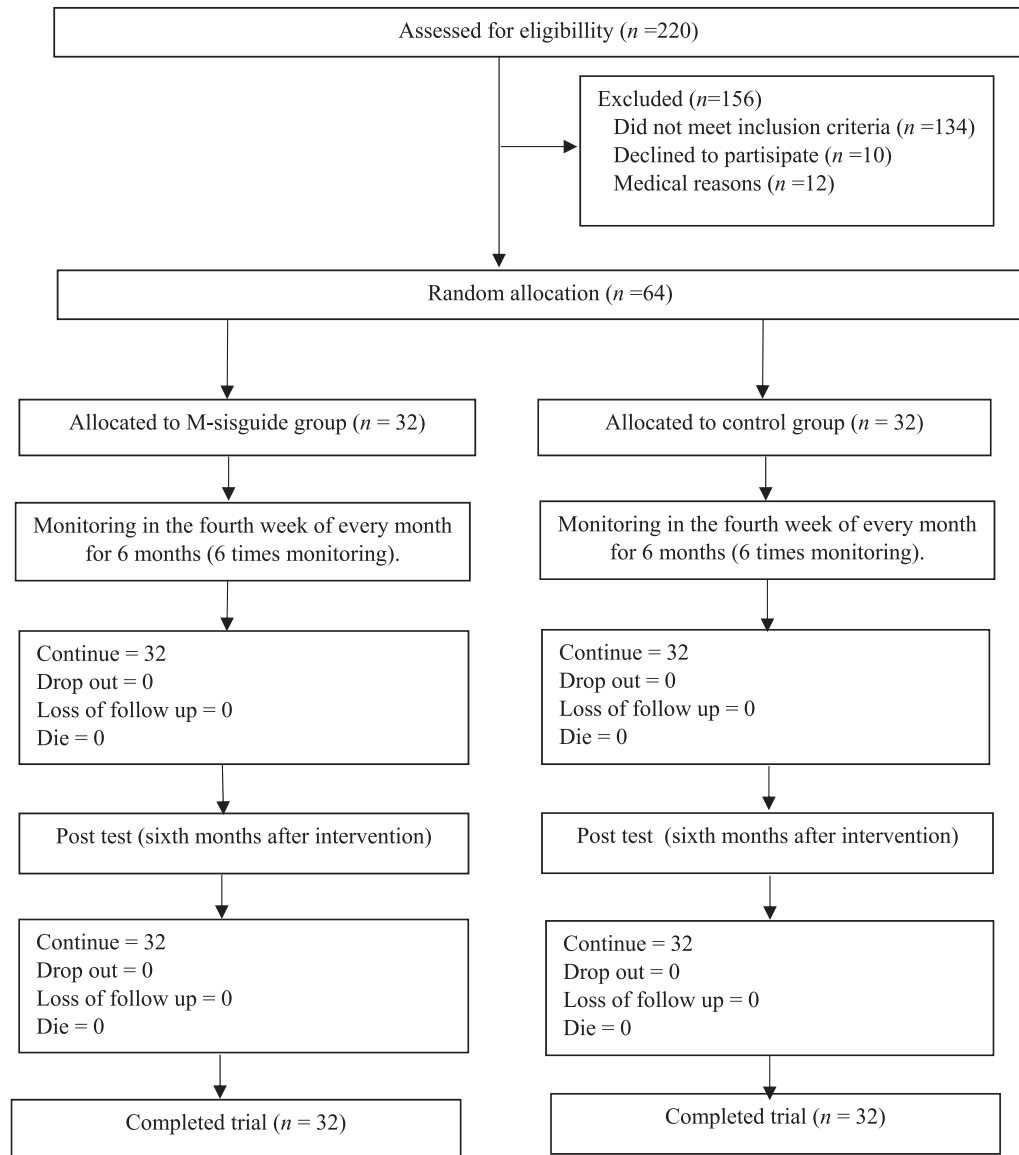 Assessed for eligibillity (n =220)
Excluded (n=156)
Did not meet inclusion criteria (n =134)
Declined to partisipate (n =10)
Medical reasons (n =12)
Random allocation (n =64)
Allocated to M-sisguide group (n = 32)
Allocated to control group (n = 32)
Monitoring in the fourth week of every month
for 6 months (6 times monitoring).
Monitoring in the fourth week of every month
for 6 months (6 times monitoring).
Continue = 32
Drop out = 0
Loss of follow up = 0
Die = 0
Continue = 32
Drop out = 0
Loss of follow up = 0
Die = 0
Post test (sixth months after intervention)
Post test (sixth months after intervention)
Continue = 32
Drop out = 0
Loss of follow up = 0
Die = 0
Continue = 32
Drop out = 0
Loss of follow up = 0
Die = 0
Completed trial (n = 32)
Completed trial (n = 32)